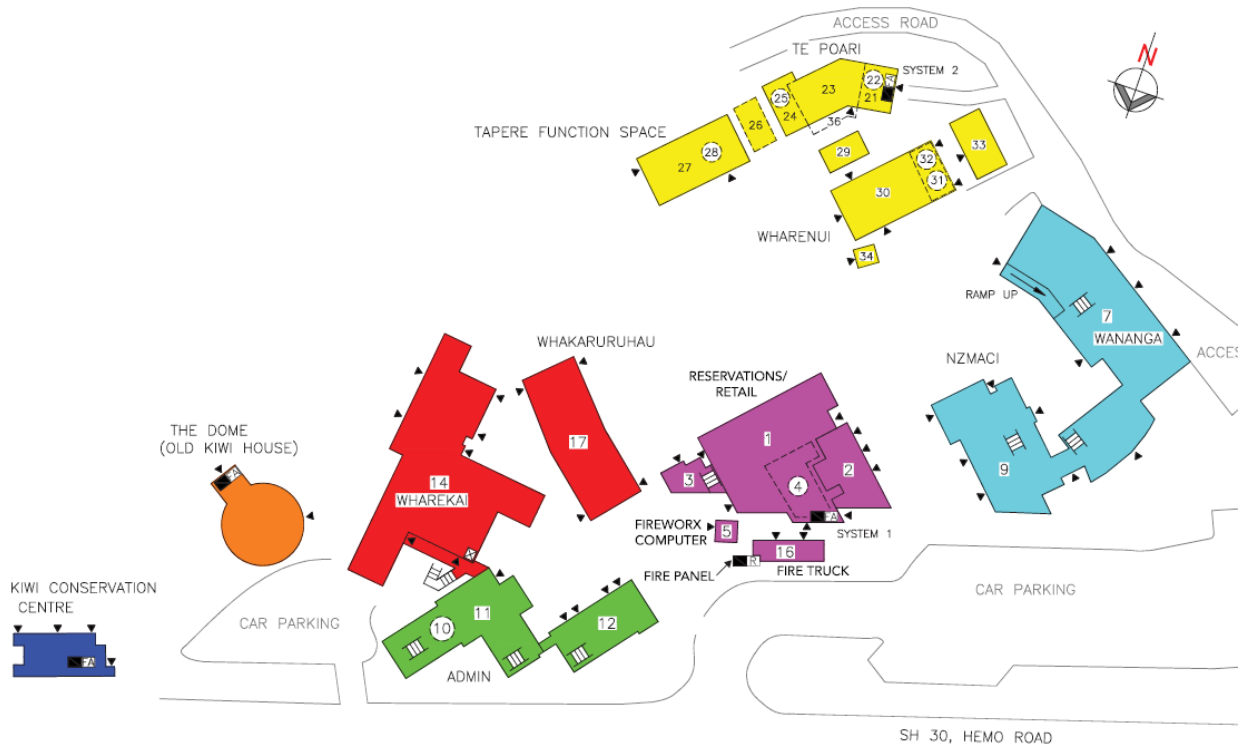 ACCESS ROAD
TE POARI
N
SYSTEM 2
22
FA
25
23
21
24
36
26
TAPERE FUNCTION SPACE
28
27
29
33
32
31
30
WHARENUI
34
RAMP UP
7
WANANGA
ACCESS
WHAKARURUHAU
NZMACI
RESERVATIONS/
RETAIL
THE DOME
(OLD KIWI HOUSE)
FA
17
1
2
3
4
9
14
WHAREKAI
FIREWORX
COMPUTER
5
FA
SYSTEM 1
16
FIRE PANEL
R
FIRE TRUCK
KIWI CONSERVATION
CENTRE
FA
CAR PARKING
CAR PARKING
11
10
12
ADMIN
SH 30, HEMO ROAD